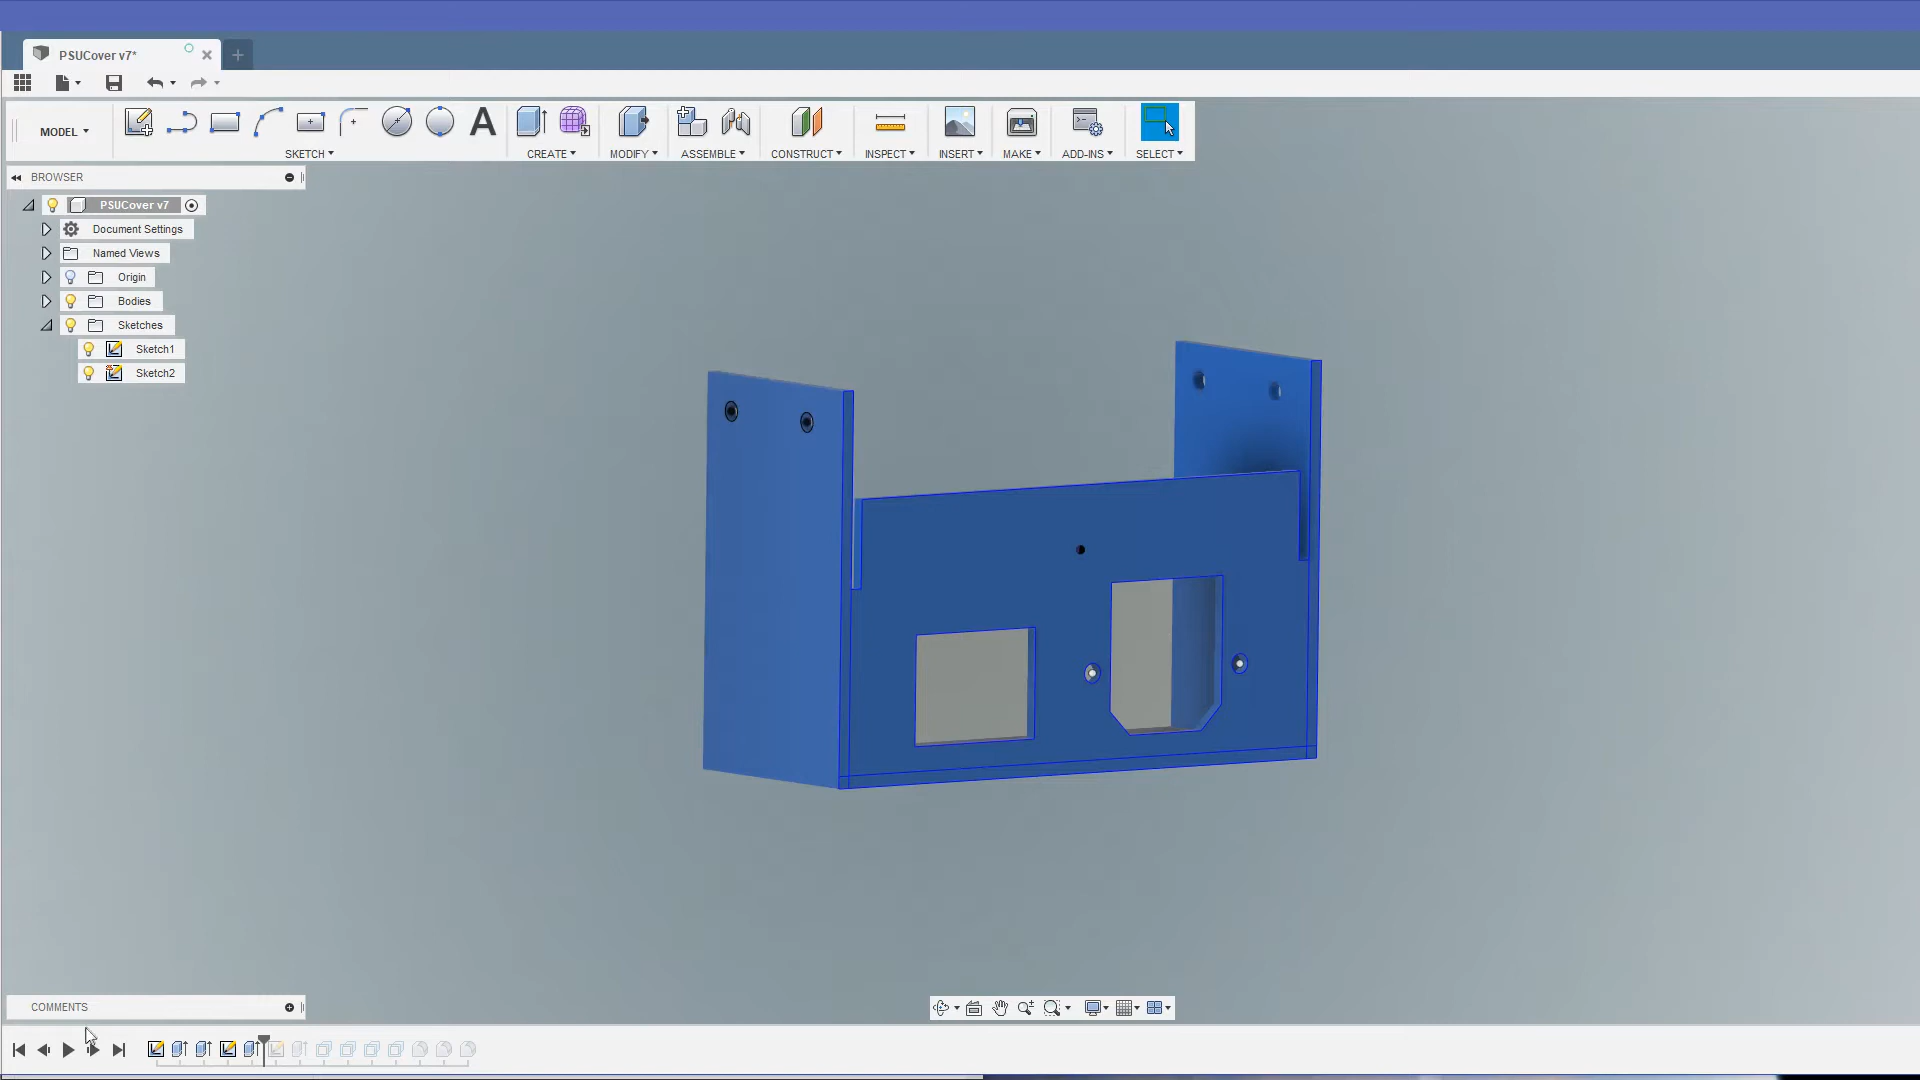 PSUCover v7*
MODEL
SKETCH
CREATE
MODIFY
ASSEMBLE
CONSTRUCT
INSPECT
INSERT
MAKE
ADD-INS
SELECT
BROWSER
PSUCover v7
Document Settings
Named Views
Origin
Bodies
Sketches
Sketch1
Sketch2
COMMENTS